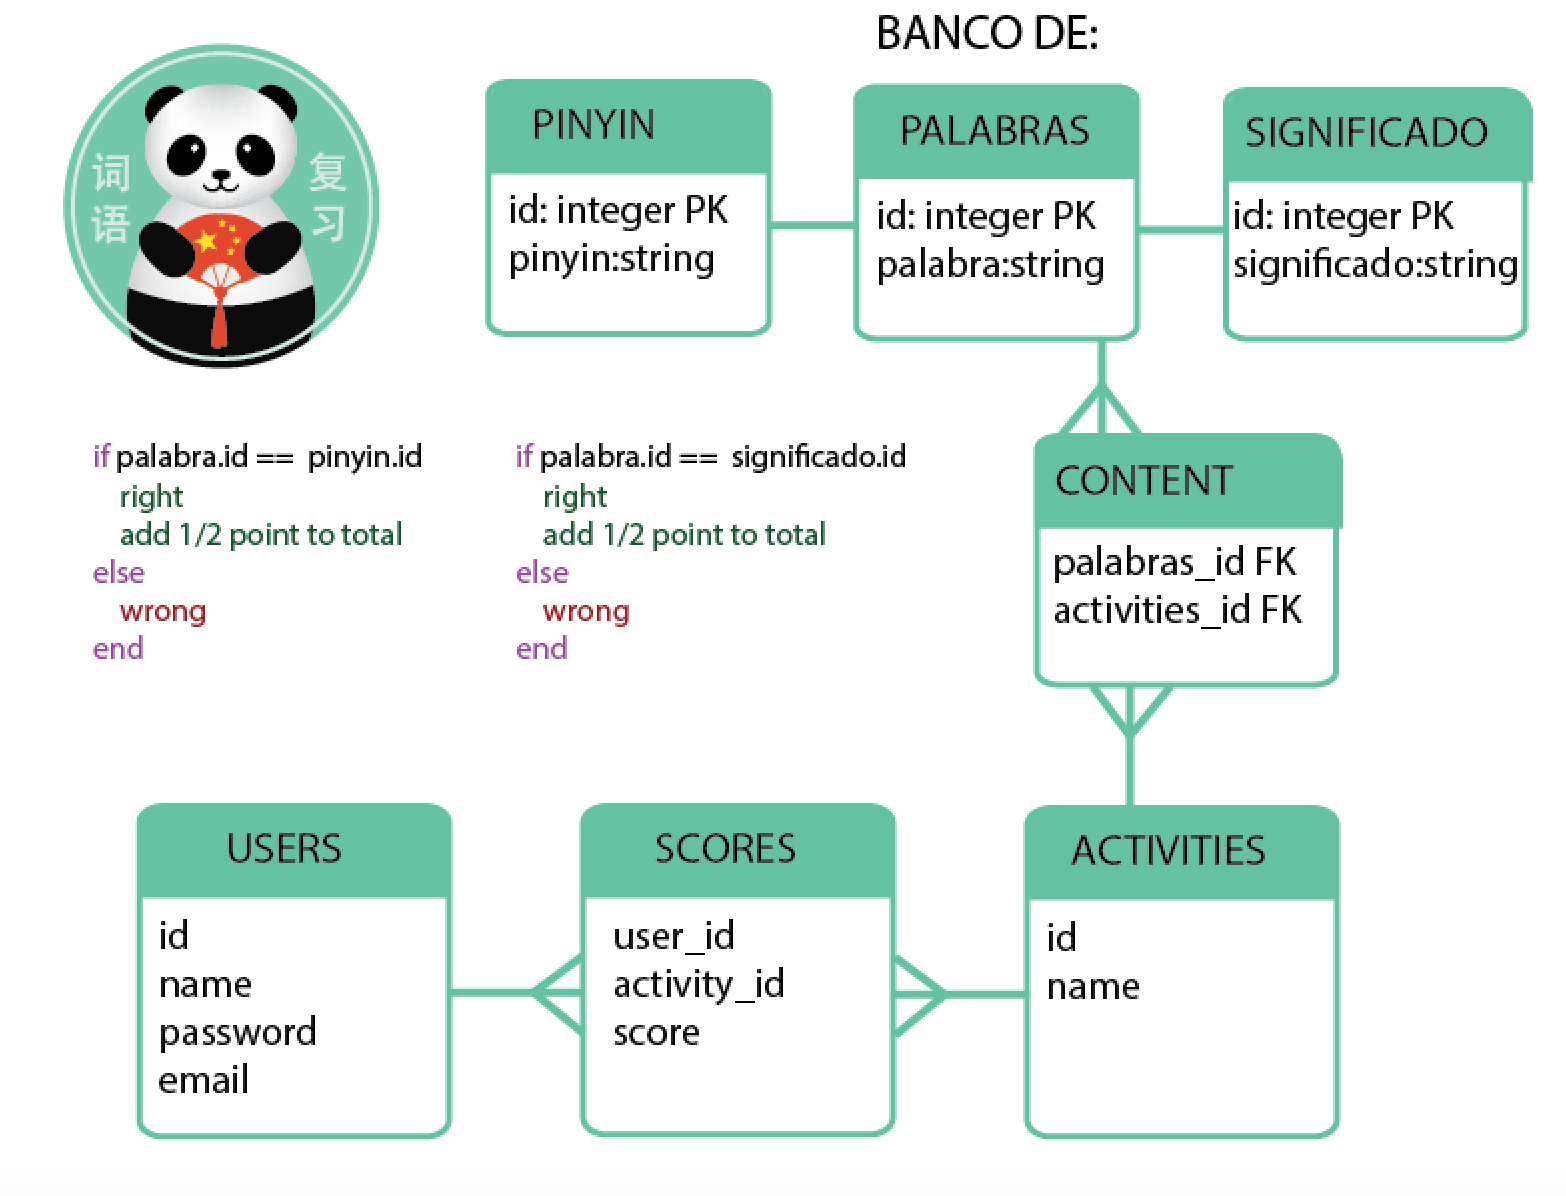 BANCO DE:
词语
复习
PINYIN
id: integer PK
pinyin:string
PALABRAS
id: integer PK
palabra:string
SIGNIFICADO
id: integer PK
significado:string
if palabra.id == pinyin.id
right
add 1/2 point to total
else
wrong
end
if palabra.id == significado.id
right
add 1/2 point to total
else
wrong
end
CONTENT
palabras_id FK
activities_id FK
USERS
id
name
password
email
SCORES
user_id
activity_id
score
ACTIVITIES
id
name